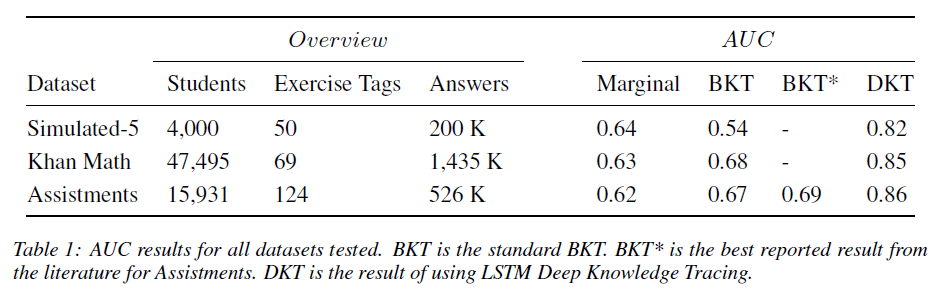 Overview AUC
Dataset Students Exercise Tags Answers Marginal BKT BKT* DKT
Simulated-5 4,000 50 200 K 0.64 0.54 - 0.82
Khan Math 47,495 69 1,435 K 0.63 0.68 - 0.85
Assistments 15,931 124 526 K 0.62 0.67 0.69 0.86
Table 1: AUC results for all datasets tested. BKT is the standard BKT. BKT* is the best reported result from
the literature for Assistments. DKT is the result of using LSTM Deep Knowledge Tracing.